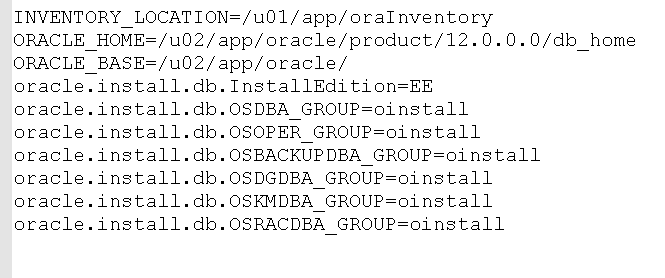 INVENTORY_LOCATION=/u01/app/oraInventory
ORACLE_HOME=/u02/app/oracle/product/12.0.0.0/db_home
ORACLE_BASE=/u02/app/oracle/
oracle.install.db.InstallEdition=EE
oracle.install.db.OSDBA_GROUP=oinstall
oracle.install.db.OSOPER_GROUP=oinstall
oracle.install.db.OSBACKUPDBA_GROUP=oinstall
oracle.install.db.OSDGDBA_GROUP=oinstall
oracle.install.db.OSKMDBA_GROUP=oinstall
oracle.install.db.OSRACDBA_GROUP=oinstall